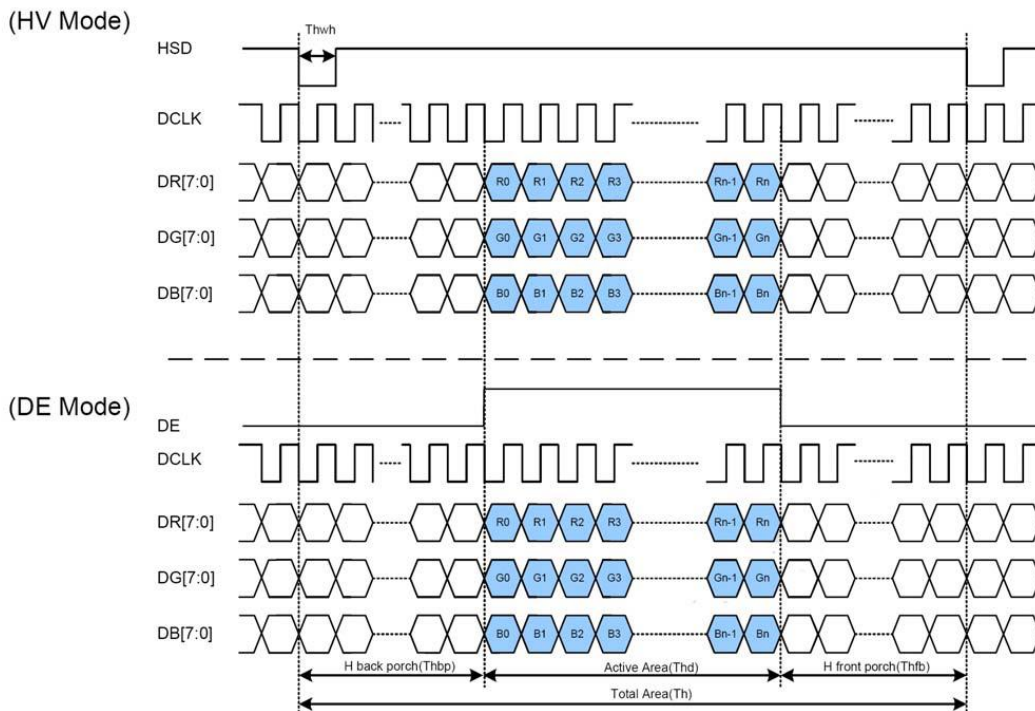 (HV Mode)
Thwh
HSD
DCLK
DR[7:0] R0 R1 R2 R3 Rn-1 Rn
DG[7:0] G0 G1 G2 G3 Gn-1 Gn
DB[7:0] B0 B1 B2 B3 Bn-1 Bn
(DE Mode)
DE
DCLK
DR[7:0] R0 R1 R2 R3 Rn-1 Rn
DG[7:0] G0 G1 G2 G3 Gn-1 Gn
DB[7:0] B0 B1 B2 B3 Bn-1 Bn
H back porch(Thbp) Active Area(Thd) H front porch(Thfb)
Total Area(Th)